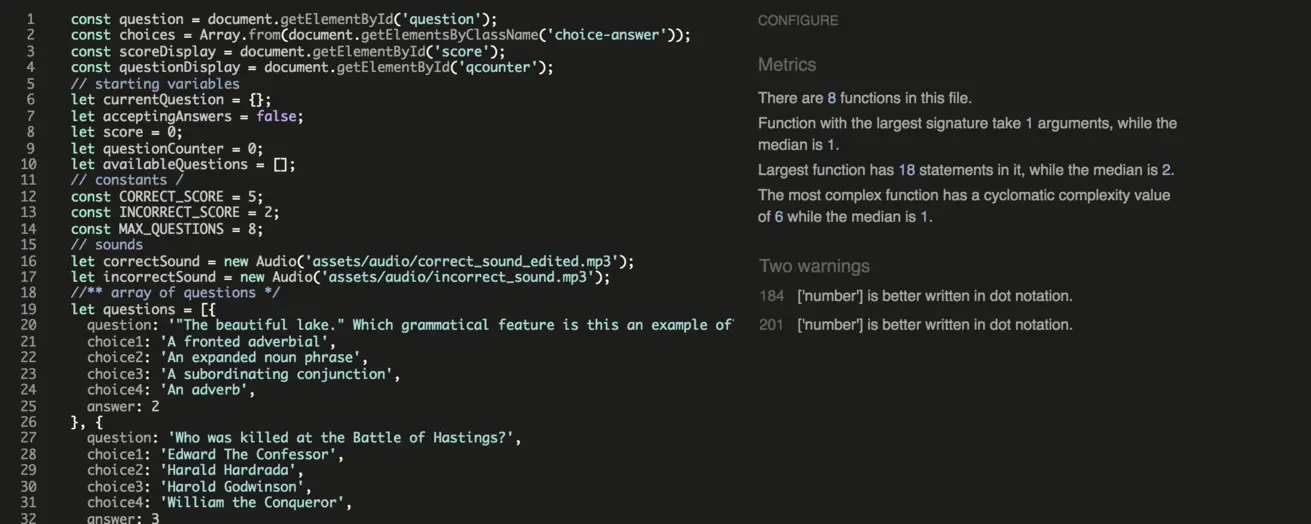 1 const question = document.getElementById('question');
2 const choices = Array.from(document.getElementsByClassName('choice-answer'));
3 const scoreDisplay = document.getElementById('score');
4 const questionDisplay = document.getElementById('qcounter');
5 // starting variables
6 let currentQuestion = {};
7 let acceptingAnswers = false;
8 let score = 0;
9 let questionCounter = 0;
10 let availableQuestions = [];
11 // constants /
12 const CORRECT_SCORE = 5;
13 const INCORRECT_SCORE = 2;
14 const MAX_QUESTIONS = 8;
15 // sounds
16 let correctSound = new Audio('assets/audio/correct_sound_edited.mp3');
17 let incorrectSound = new Audio('assets/audio/incorrect_sound.mp3');
18 //** array of questions */
19 let questions = [{
20 question: '"The beautiful lake." Which grammatical feature is this an example of
21 choice1: 'A fronted adverbial',
22 choice2: 'An expanded noun phrase',
23 choice3: 'A subordinating conjunction',
24 choice4: 'An adverb',
25 answer: 2
26 }, {
27 question: 'Who was killed at the Battle of Hastings?',
28 choice1: 'Edward The Confessor',
29 choice2: 'Harald Hardrada',
30 choice3: 'Harold Godwinson',
31 choice4: 'William the Conqueror',
32 answer: 3
CONFIGURE
Metrics
There are 8 functions in this file.
Function with the largest signature take 1 arguments, while the
median is 1.
Largest function has 18 statements in it, while the median is 2.
The most complex function has a cyclomatic complexity value
of 6 while the median is 1.
Two warnings
184 ['number'] is better written in dot notation.
201 ['number'] is better written in dot notation.